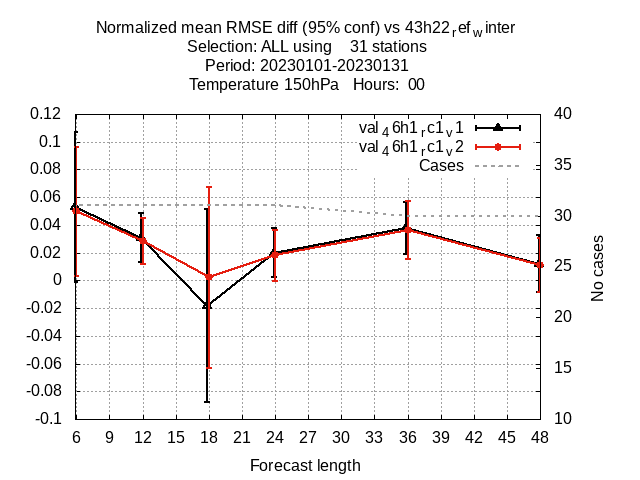 Normalized mean RMSE diff (95% conf) vs 43h22refwinter
Selection: ALL using    31 stations
Period: 20230101-20230131
Temperature 150hPa   Hours:  00
val46h1rc1v1
val46h1rc1v2
Cases
0.12
0.1
0.08
0.06
0.04
0.02
0
-0.02
-0.04
-0.06
-0.08
-0.1
40
35
30
25
20
15
10
No cases
6 9 12 15 18 21 24 27 30 33 36 39 42 45 48
Forecast length